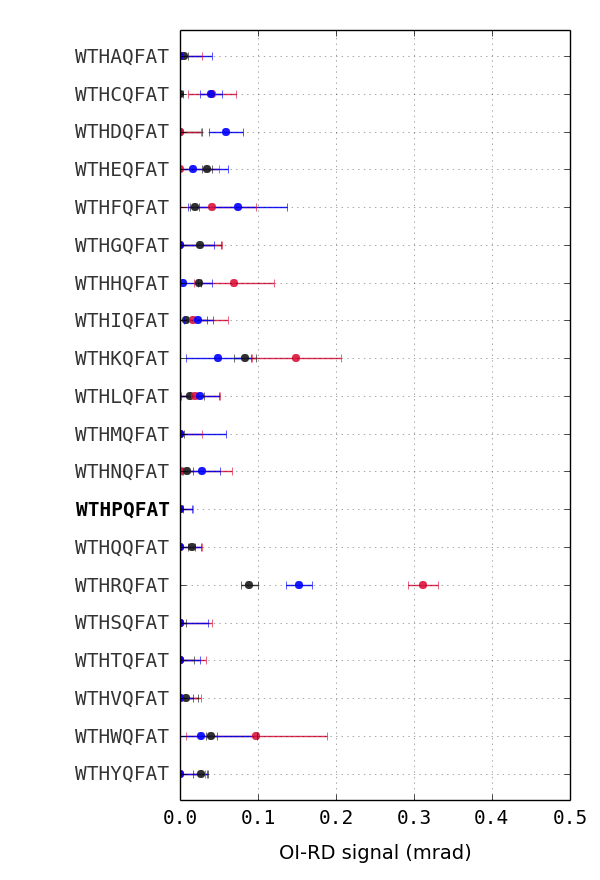 WTHAQFAT
WTHCQFAT
WTHDQFAT
WTHEQFAT
WTHFQFAT
WTHGQFAT
WTHHQFAT
WTHIQFAT
WTHKQFAT
WTHLQFAT
WTHMQFAT
WTHNQFAT
WTHPQFAT
WTHQQFAT
WTHRQFAT
WTHSQFAT
WTHTQFAT
WTHVQFAT
WTHWQFAT
WTHYQFAT
0.0 0.1 0.2 0.3 0.4 0.5
OI-RD signal (mrad)